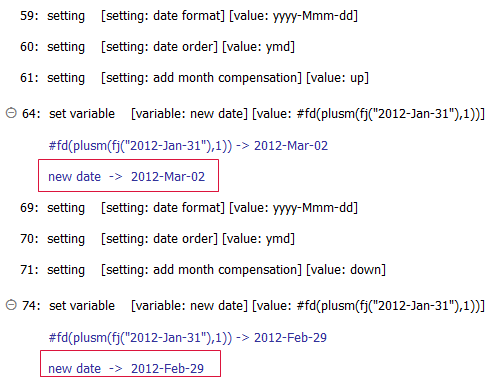 59: setting [setting: date format] [value: yyyy-Mmm-dd]
60: setting [setting: date order] [value: ymd]
61: setting [setting: add month compensation] [value: up]
64: set variable [variable: new date] [value: #fd(plusm(fj("2012-Jan-31"),1))]
#fd(plusm(fj("2012-Jan-31"),1)) -> 2012-Mar-02
new date -> 2012-Mar-02
69: setting [setting: date format] [value: yyyy-Mmm-dd]
70: setting [setting: date order] [value: ymd]
71: setting [setting: add month compensation] [value: down]
74: set variable [variable: new date] [value: #fd(plusm(fj("2012-Jan-31"),1))]
#fd(plusm(fj("2012-Jan-31"),1)) -> 2012-Feb-29
new date -> 2012-Feb-29